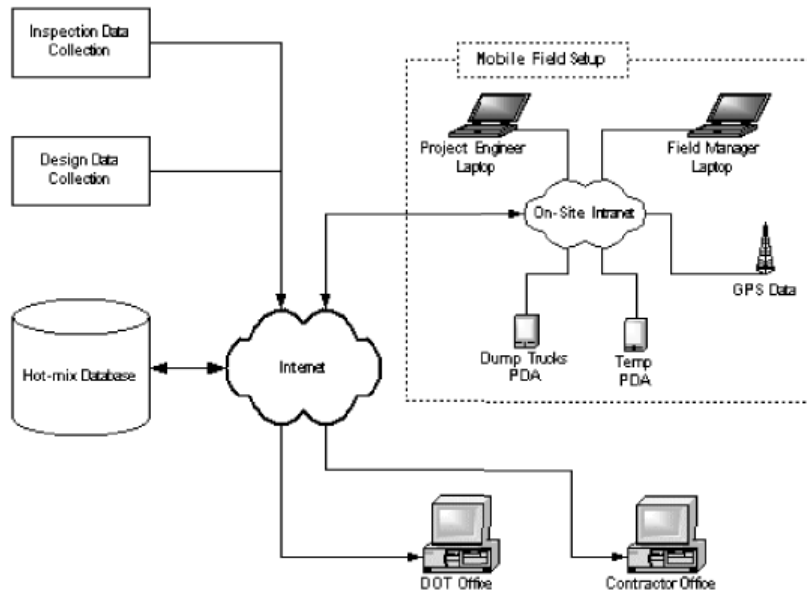 Inspection Data
Collection
Mobile Field Setup
Project Engineer
Laptop
Field Manager
Laptop
Design Data
Collection
On-Site Intranet
GPS Data
Hot-mix Database
Internet
Dump Trucks
PDA
Temp
PDA
DOT Office
Contractor Office